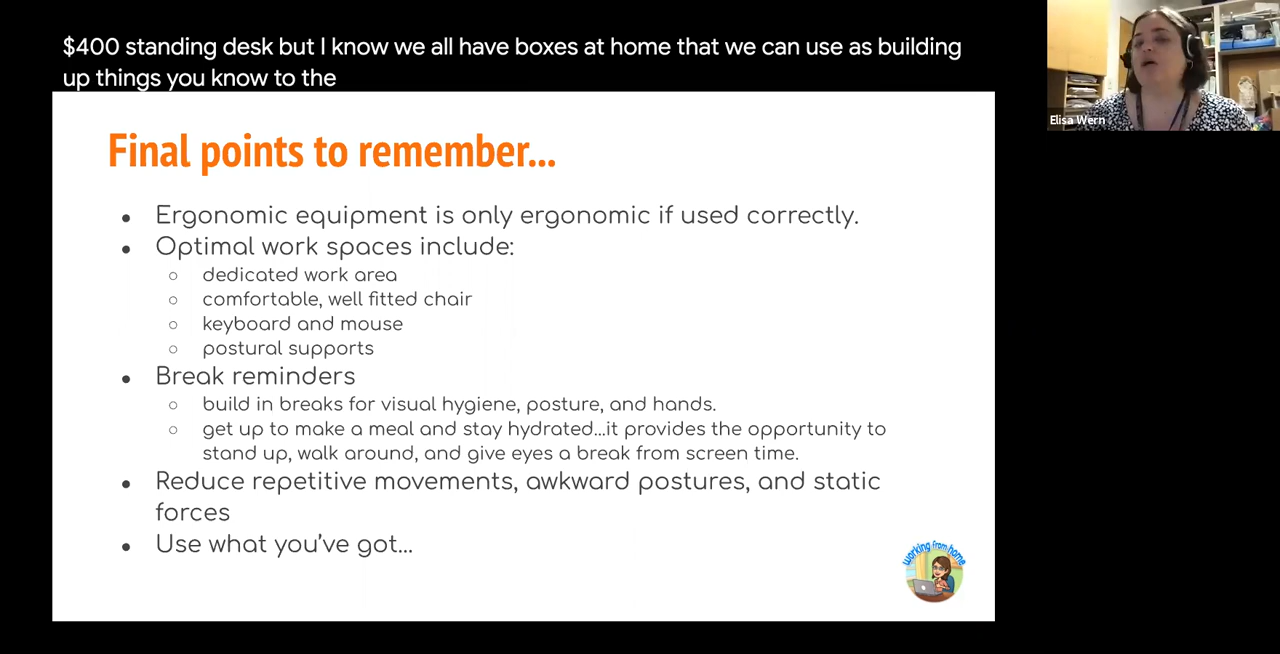 $400 standing desk but I know we all have boxes at home that we can use as building
up things you know to the
Elisa Wern
Final points to remember...
● Ergonomic equipment is only ergonomic if used correctly.
● Optimal work spaces include:
○ dedicated work area
○ comfortable, well fitted chair
○ keyboard and mouse
○ postural supports
● Break reminders
○ build in breaks for visual hygiene, posture, and hands.
○ get up to make a meal and stay hydrated...it provides the opportunity to
stand up, walk around, and give eyes a break from screen time.
● Reduce repetitive movements, awkward postures, and static
forces
● Use what you’ve got...
working from home